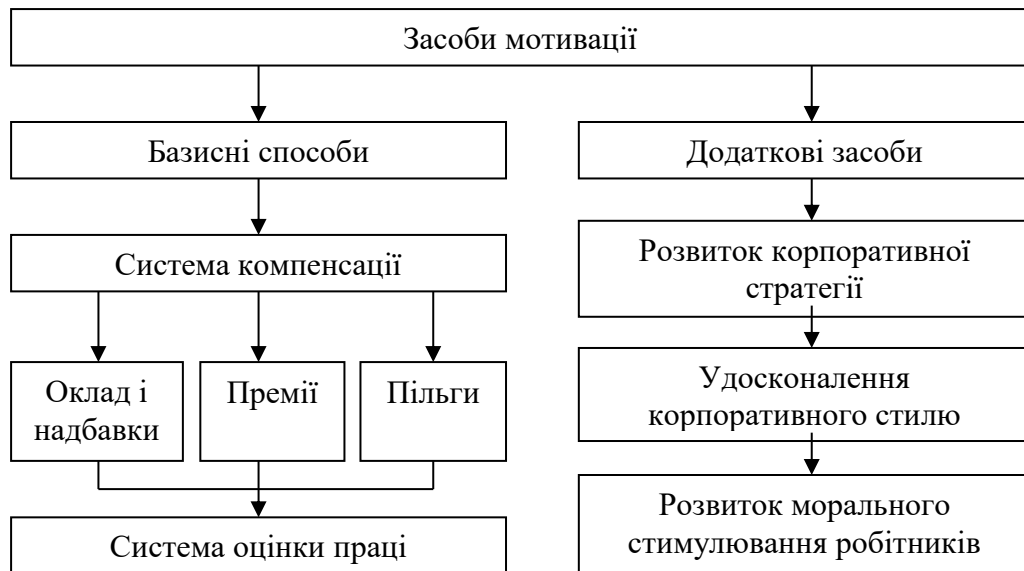 Засоби мотивації
Базисні способи
Додаткові засоби
Система компенсації
Розвиток корпоративної
стратегії
Оклад і
надбавки
Премії
Пільги
Удосконалення
корпоративного стилю
Система оцінки праці
Розвиток морального
стимулювання робітників